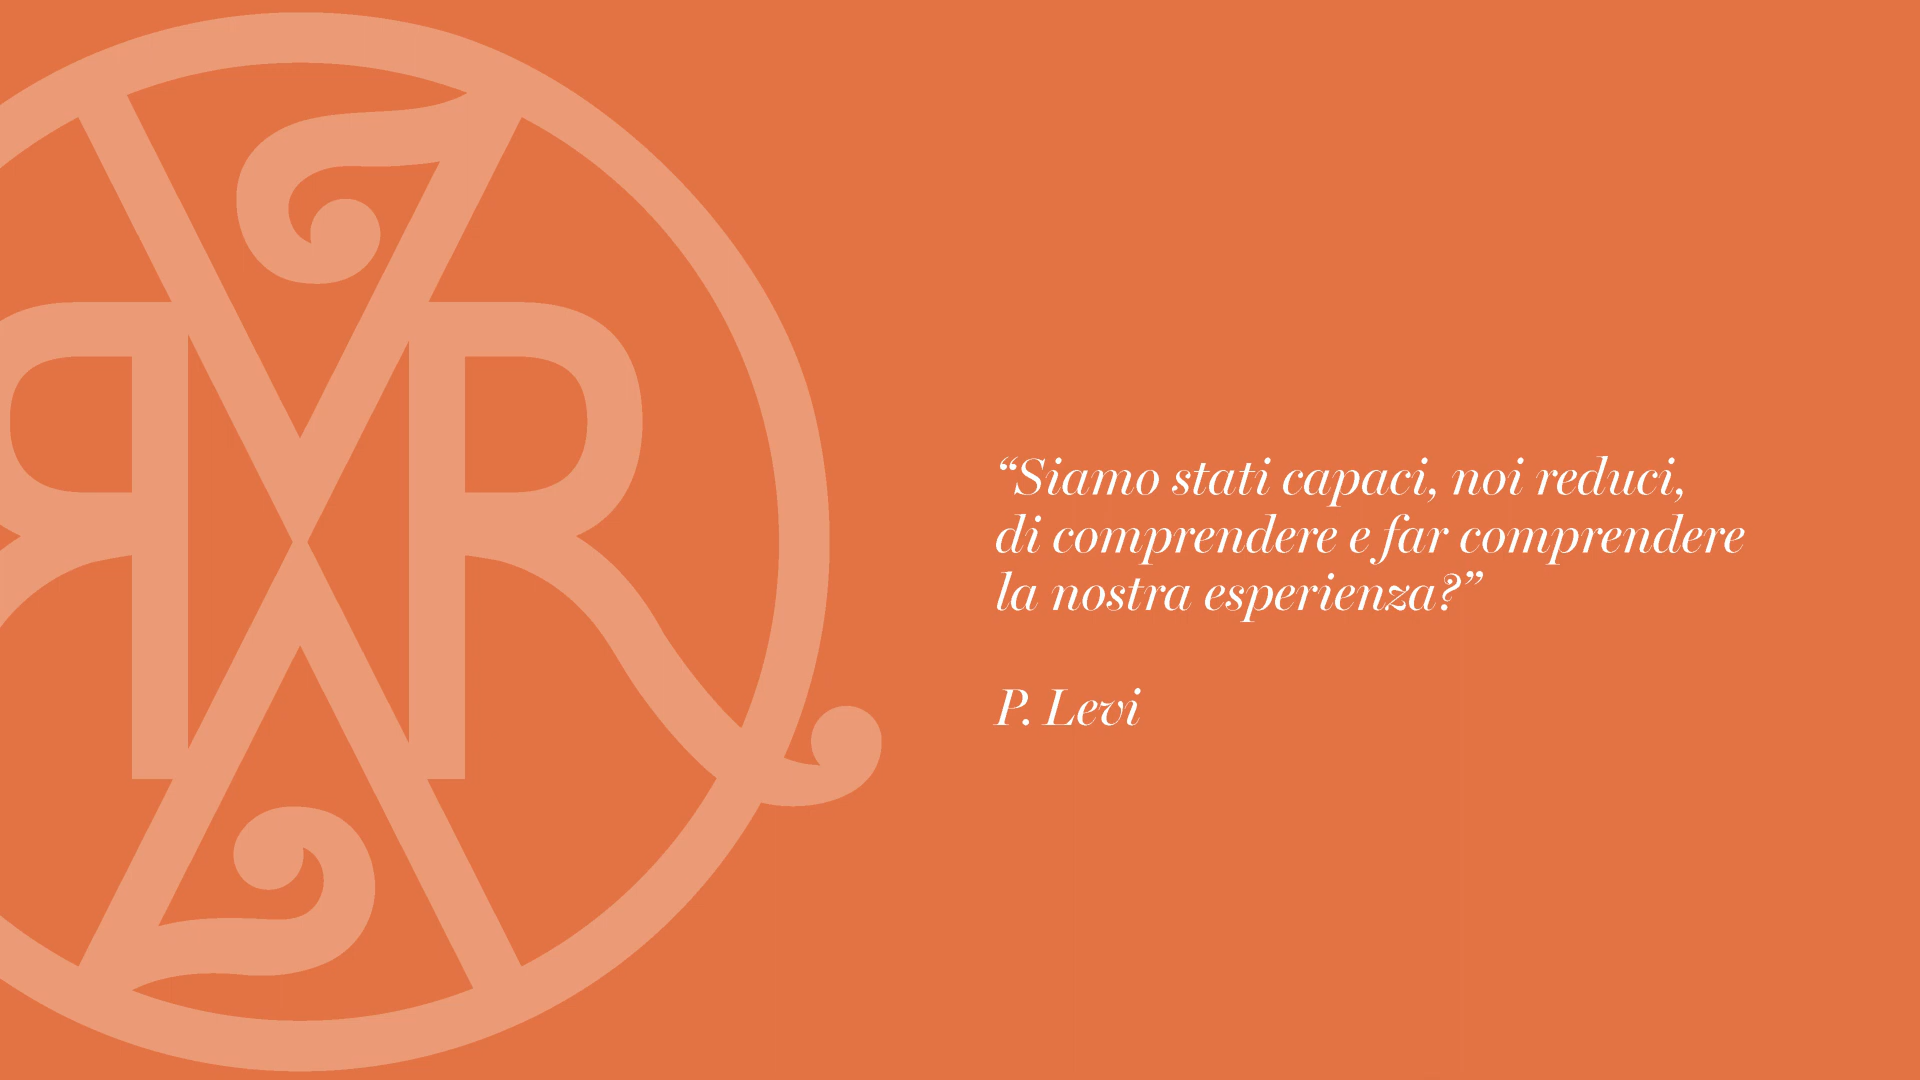 “Siamo stati capaci, noi reduci,
di comprendere e far comprendere
la nostra esperienza?”
P. Levi